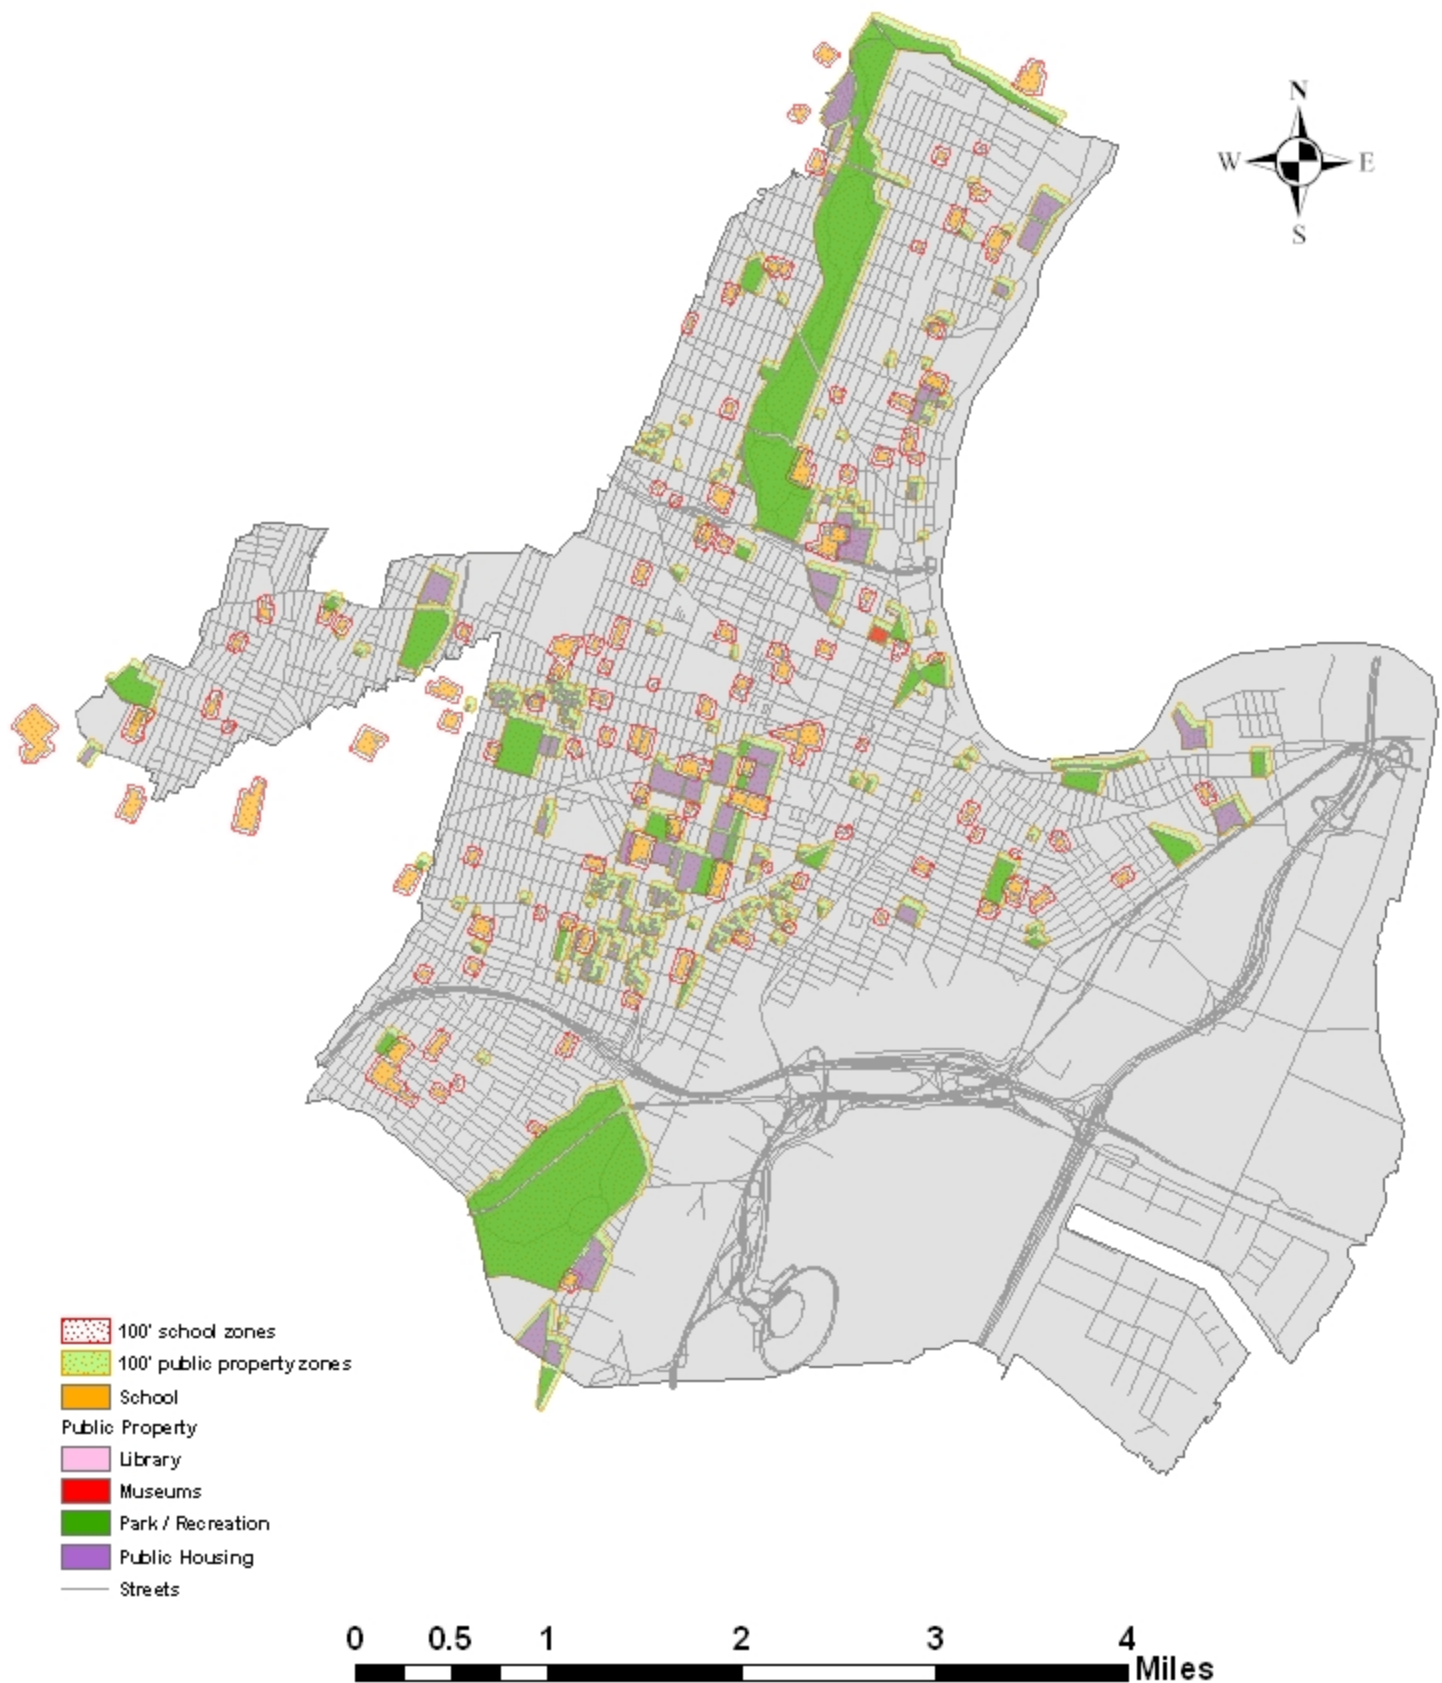 N
W E
S
100' school zones
100' public property zones
School
Public Property
Library
Museums
Park / Recreation
Public Housing
Streets
0 0.5 1 2 3 4
Miles